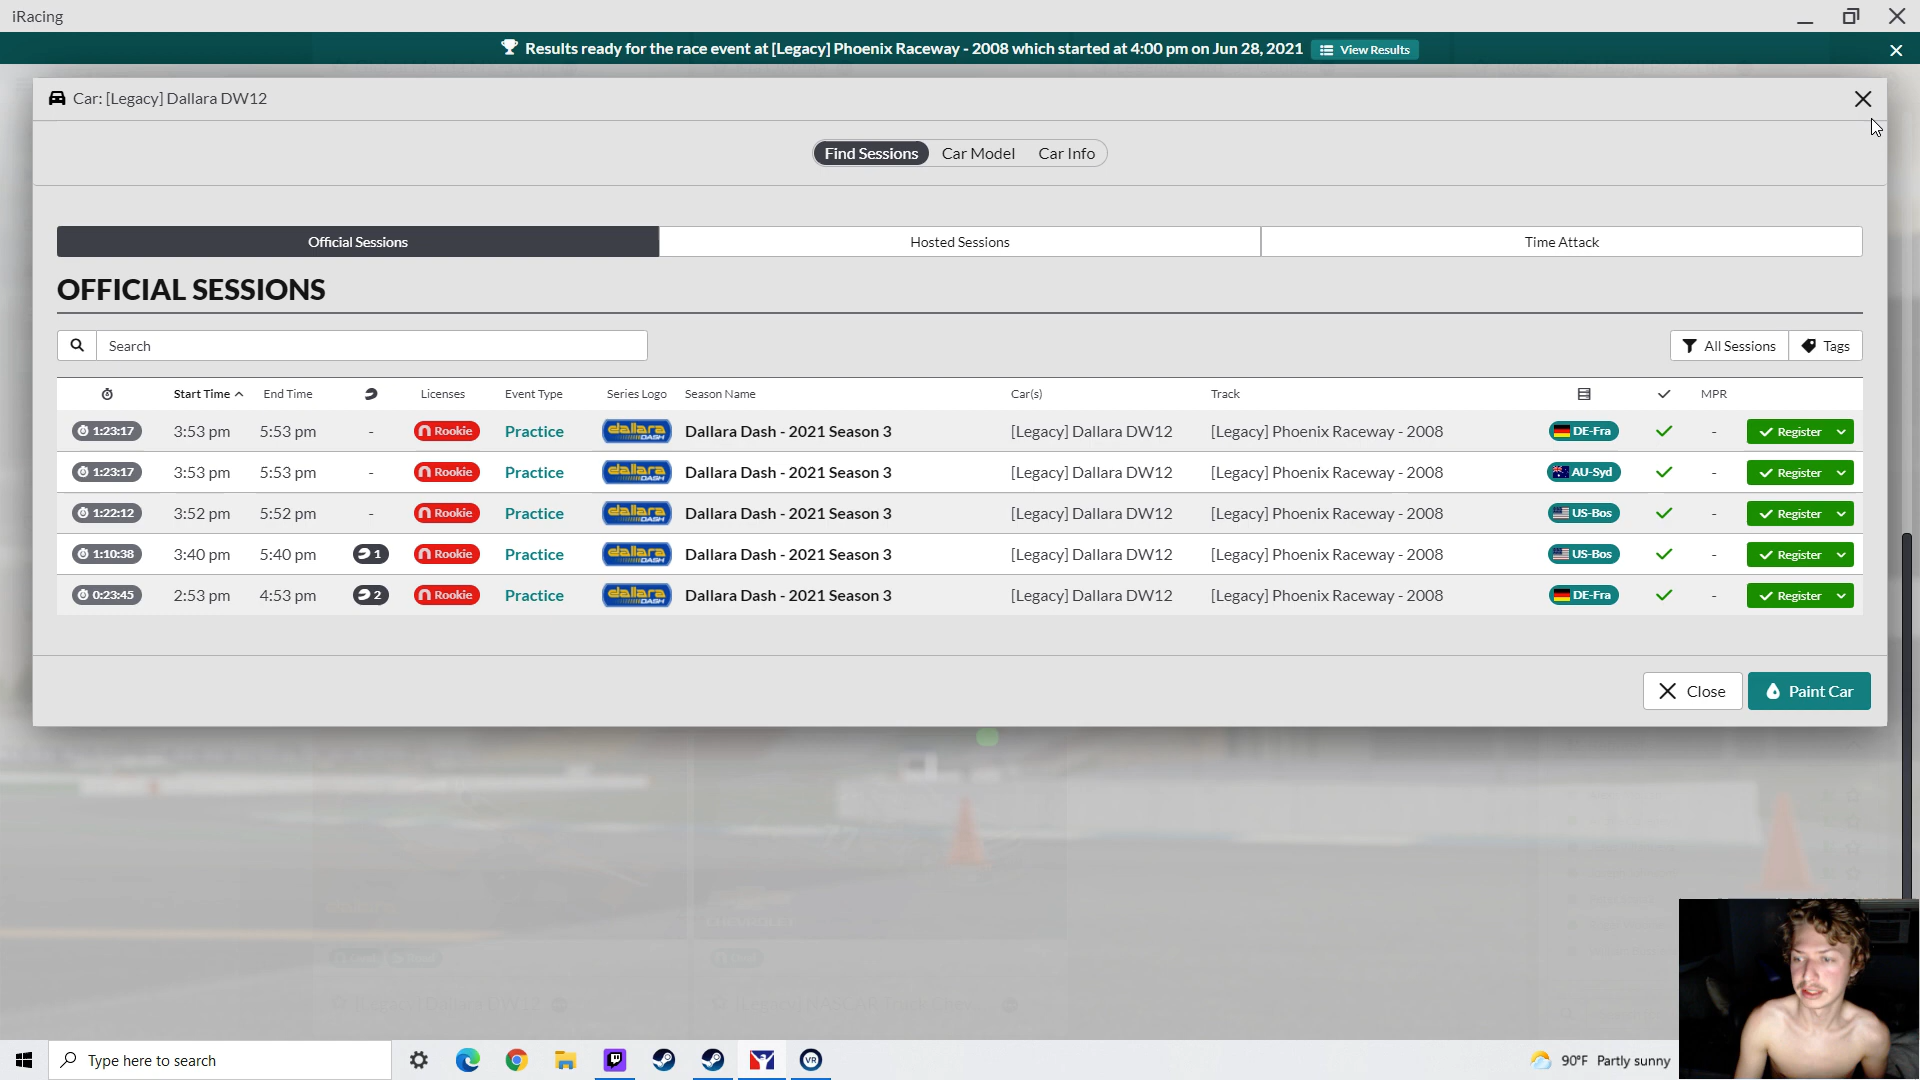 iRacing
Results ready for the race event at [Legacy] Phoenix Raceway - 2008 which started at 4:00 pm on Jun 28, 2021 View Results
Car: [Legacy] Dallara DW12
Find Sessions Car Model Car Info
Official Sessions Hosted Sessions Time Attack
OFFICIAL SESSIONS
Search All Sessions Tags
Start Time End Time Licenses Event Type Series Logo Season Name Car(s) Track MPR
1:23:17 3:53 pm 5:53 pm - Rookie Practice dallara DASH Dallara Dash - 2021 Season 3 [Legacy] Dallara DW12 [Legacy] Phoenix Raceway - 2008 DE-Fra - Register
1:23:17 3:53 pm 5:53 pm - Rookie Practice dallara DASH Dallara Dash - 2021 Season 3 [Legacy] Dallara DW12 [Legacy] Phoenix Raceway - 2008 AU-Syd - Register
1:22:12 3:52 pm 5:52 pm - Rookie Practice dallara DASH Dallara Dash - 2021 Season 3 [Legacy] Dallara DW12 [Legacy] Phoenix Raceway - 2008 US-Bos - Register
1:10:38 3:40 pm 5:40 pm 1 Rookie Practice dallara DASH Dallara Dash - 2021 Season 3 [Legacy] Dallara DW12 [Legacy] Phoenix Raceway - 2008 US-Bos - Register
0:23:45 2:53 pm 4:53 pm 2 Rookie Practice dallara DASH Dallara Dash - 2021 Season 3 [Legacy] Dallara DW12 [Legacy] Phoenix Raceway - 2008 DE-Fra - Register
Close Paint Car
Type here to search VR 90°F Partly sunny